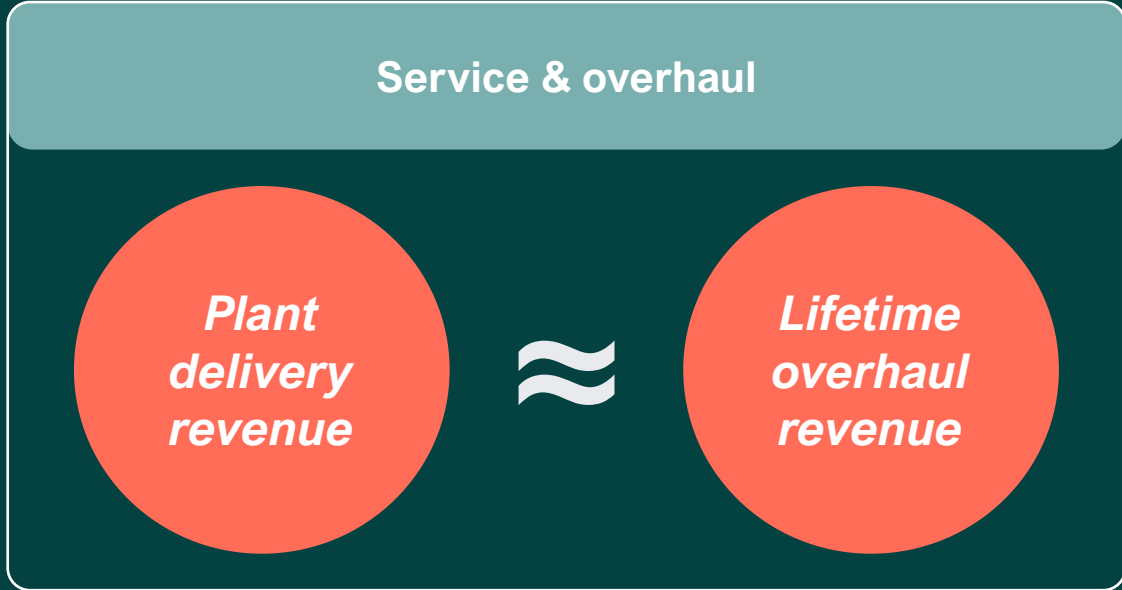 Service & overhaul
Plant
delivery
revenue
≈
Lifetime
overhaul
revenue